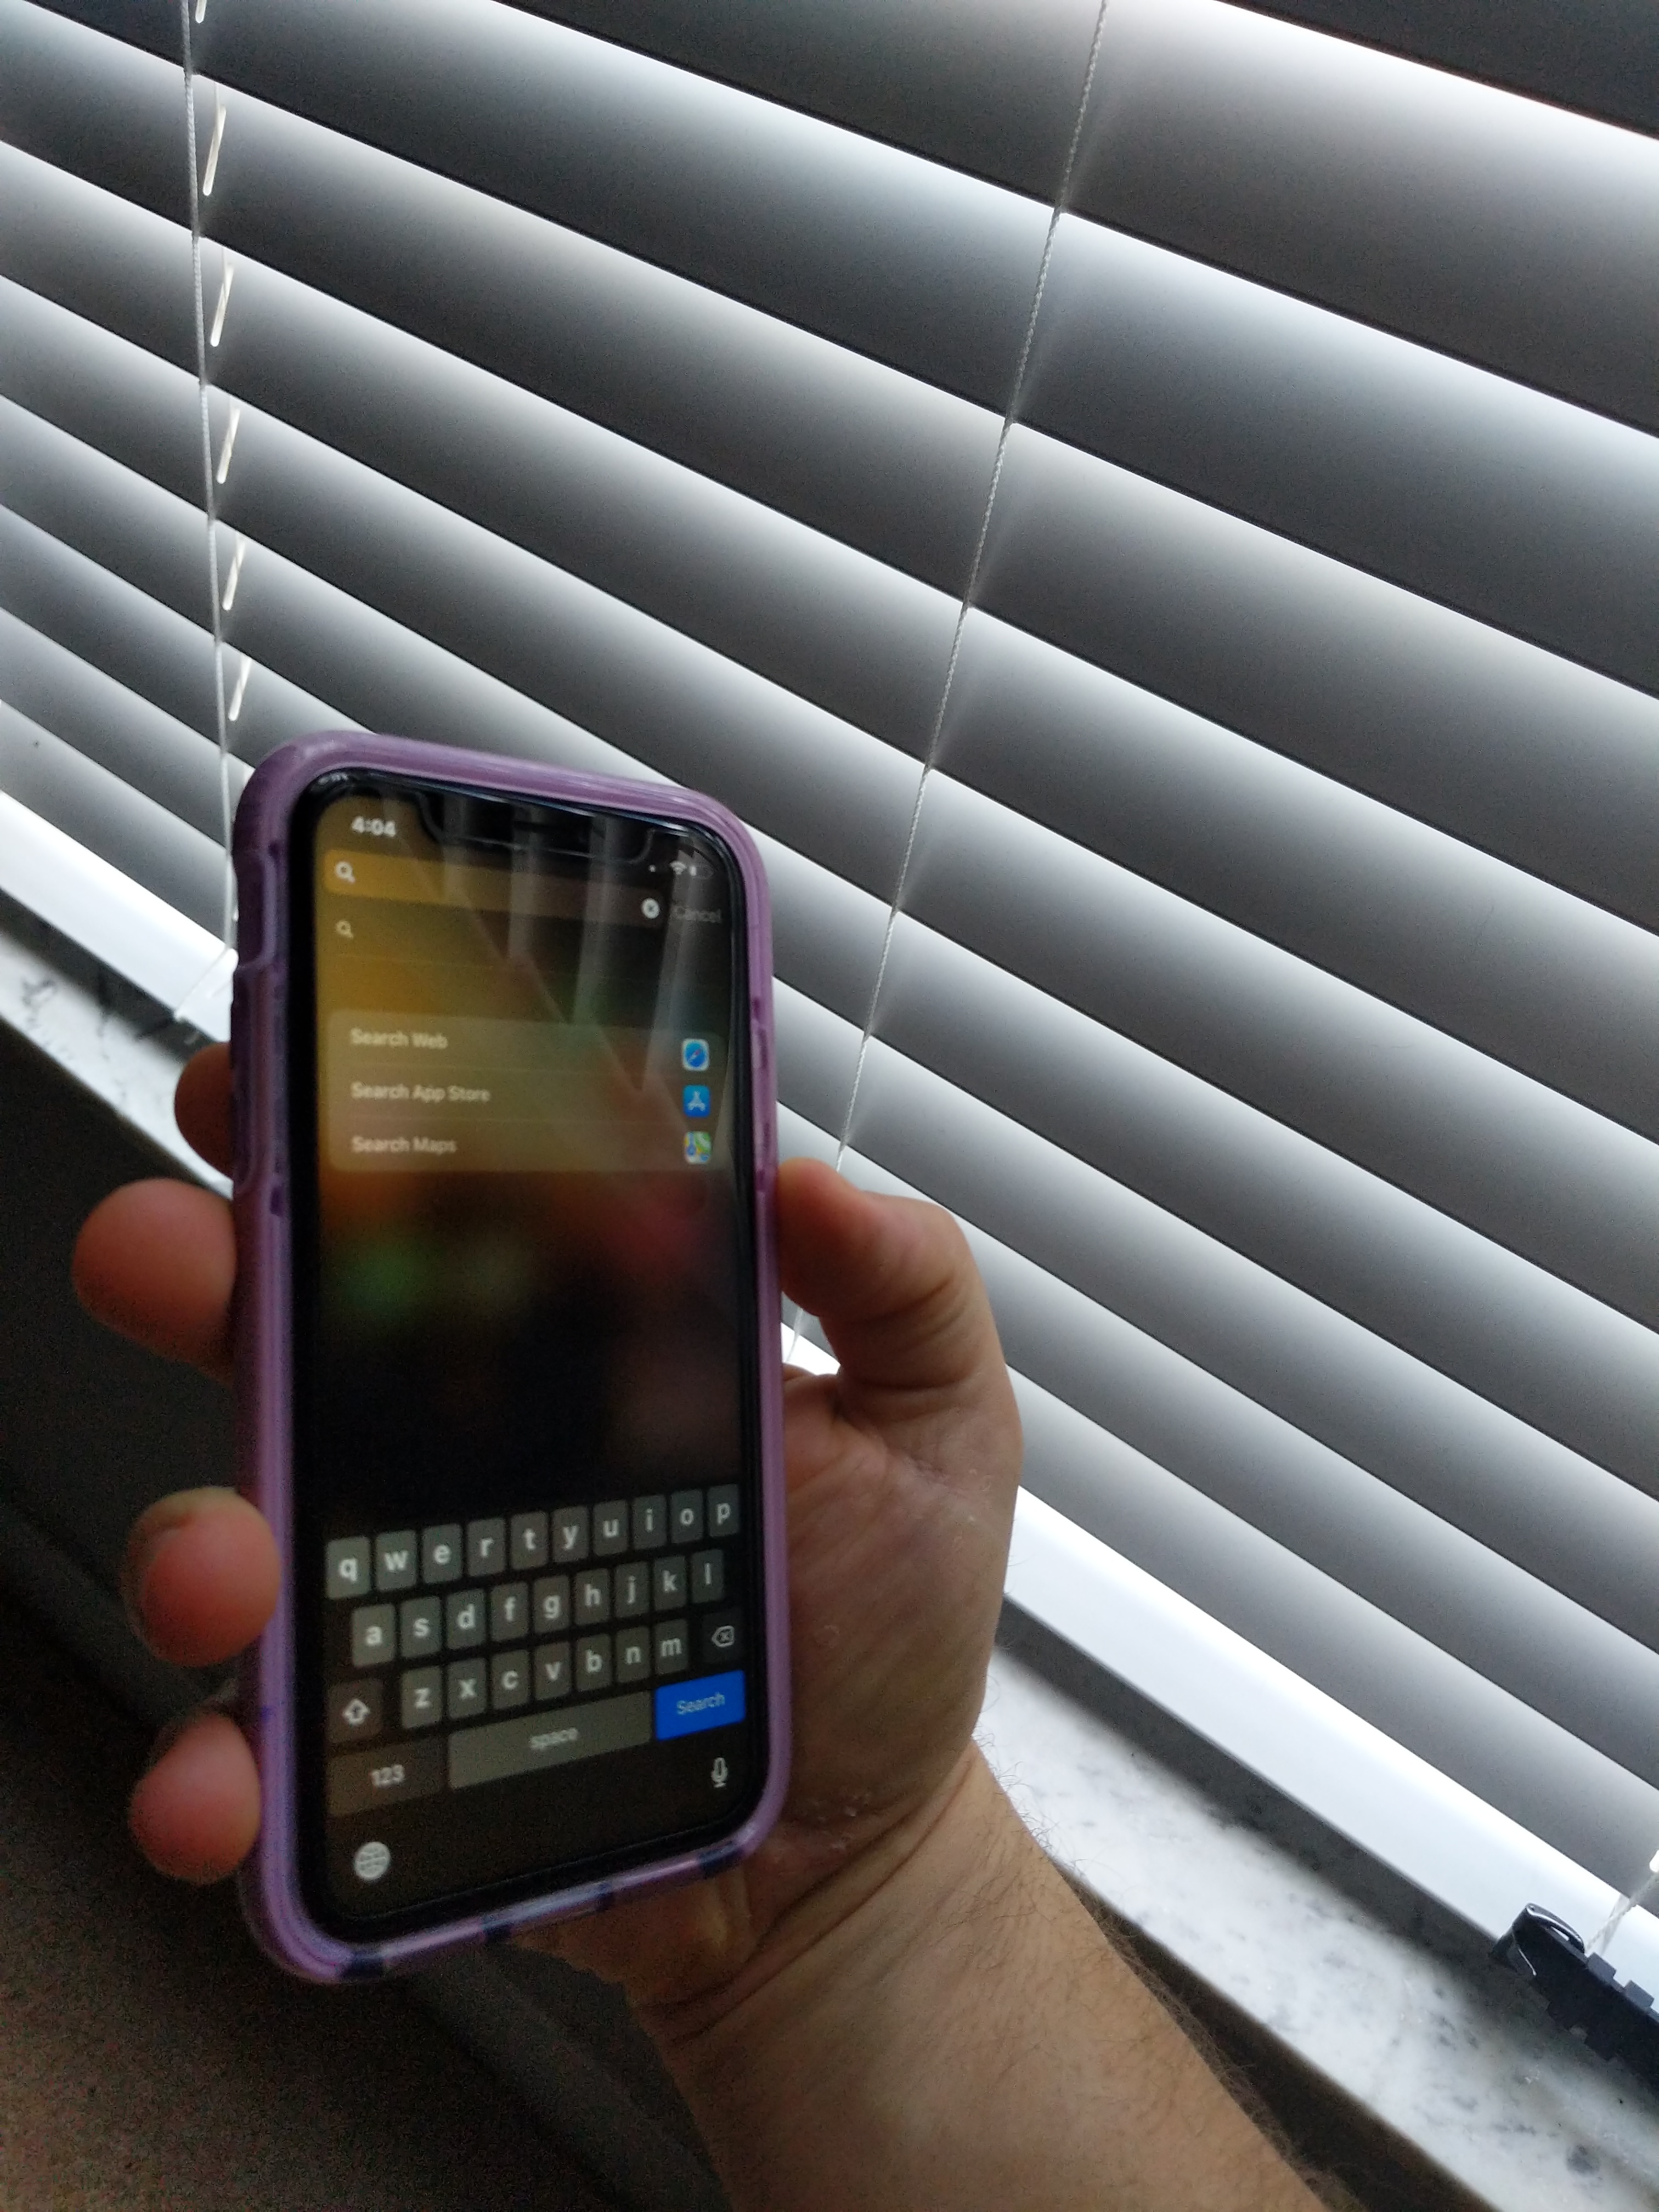 4:04
Cancel
Search Web
Search App Store
Search Maps
q w e r t y u i o p
a s d f g h j k l
z x c v b n m
123 space Search